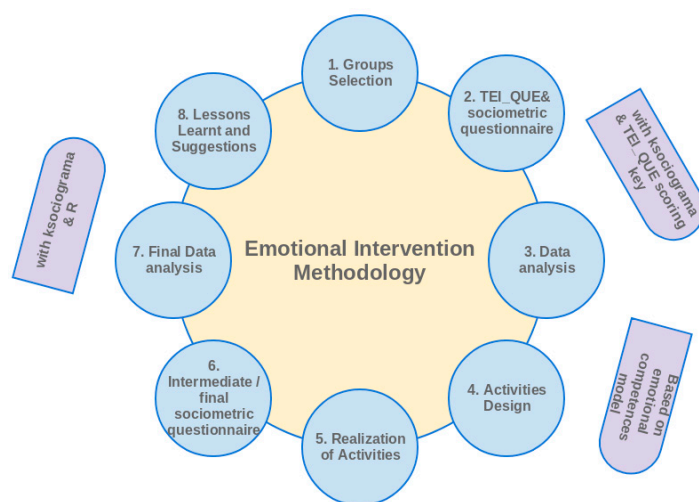 1. Groups
Selection
2. TEI_QUE&
sociometric
questionnaire
with ksociograma
& TEI_QUE scoring
key
3. Data
analysis
Based on
emotional
competences
model
4. Activities
Design
5. Realization
of Activities
6.
Intermediate /
final
sociometric
questionnaire
7. Final Data
analysis
with ksociograma
& R
8. Lessons
Learnt and
Suggestions
Emotional Intervention
Methodology